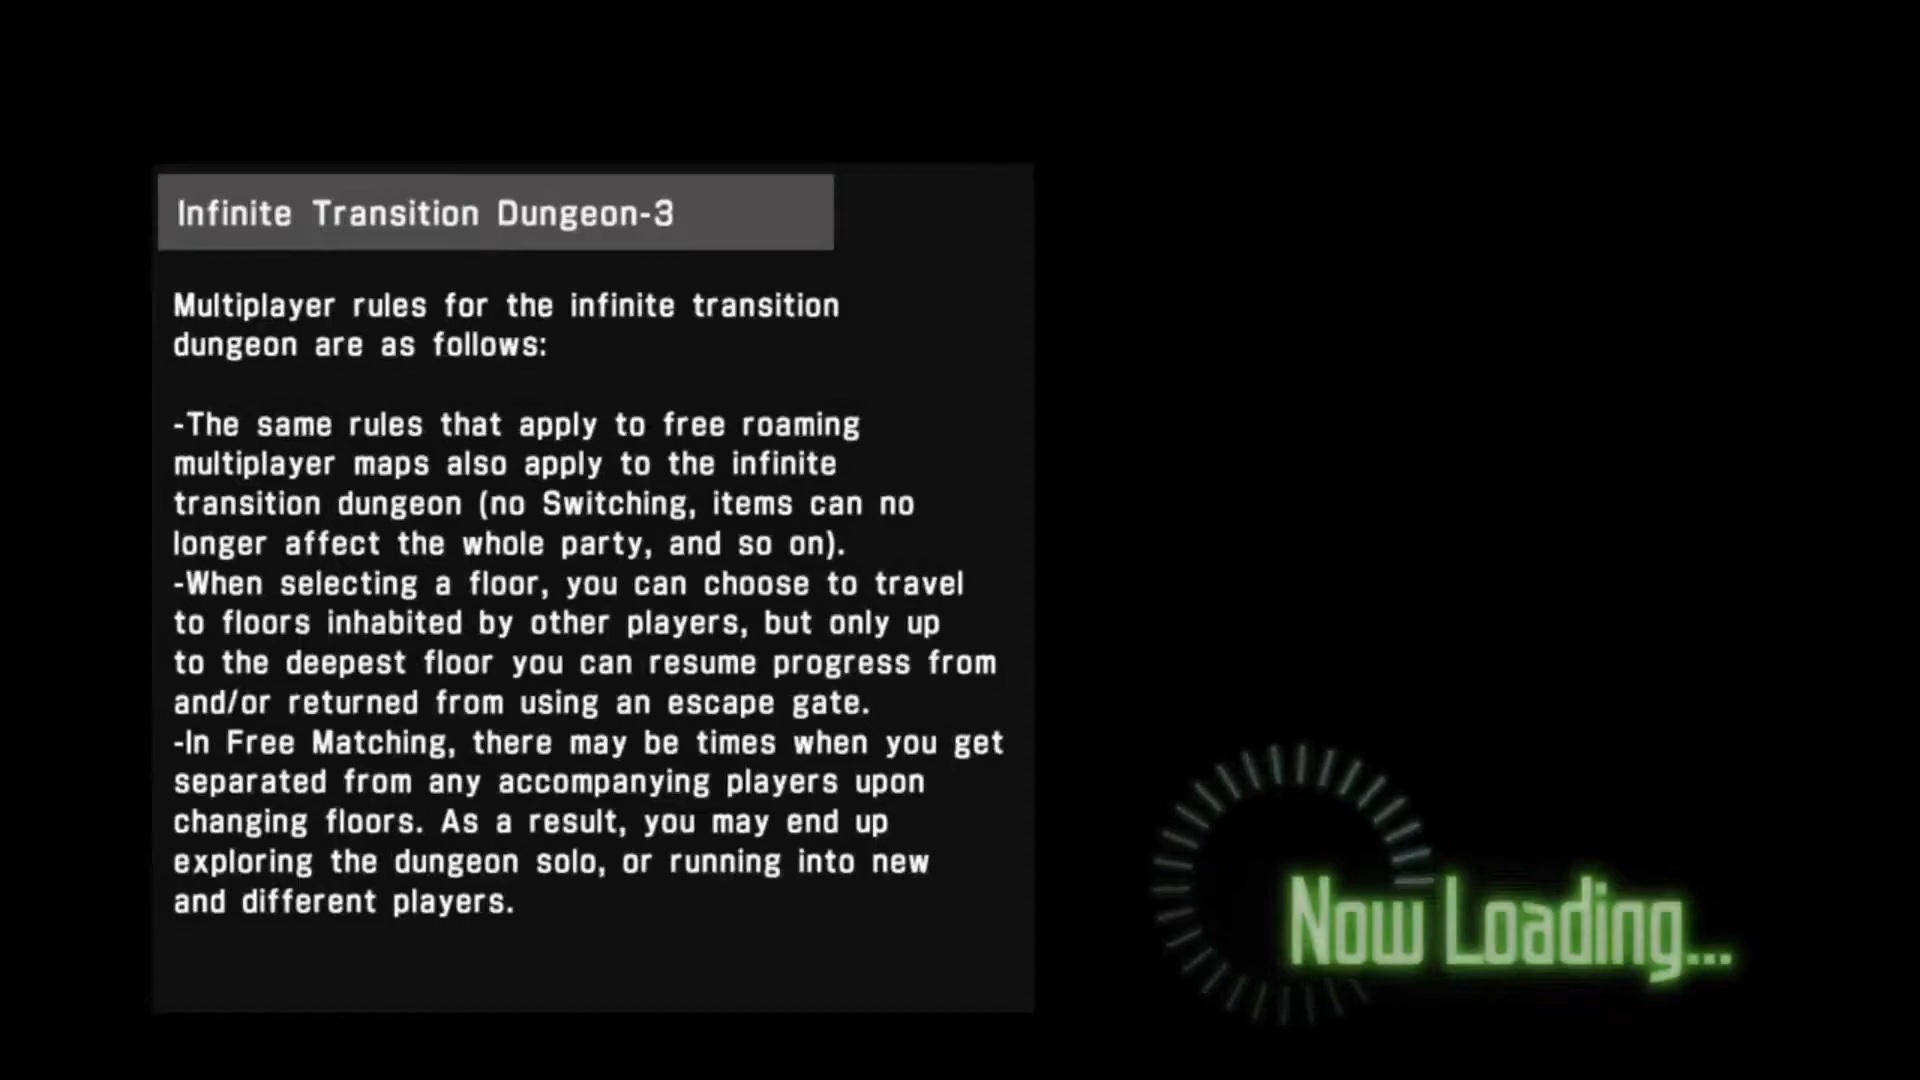 Infinite Transition Dungeon-3
Multiplayer rules for the infinite transition
dungeon are as follows:
-The same rules that apply to free roaming
multiplayer maps also apply to the infinite
transition dungeon (no Switching, items can no
longer affect the whole party, and so on).
-When selecting a floor, you can choose to travel
to floors inhabited by other players, but only up
to the deepest floor you can resume progress from
and/or returned from using an escape gate.
-In Free Matching, there may be times when you get
separated from any accompanying players upon
changing floors. As a result, you may end up
exploring the dungeon solo, or running into new
and different players.
Now Loading...